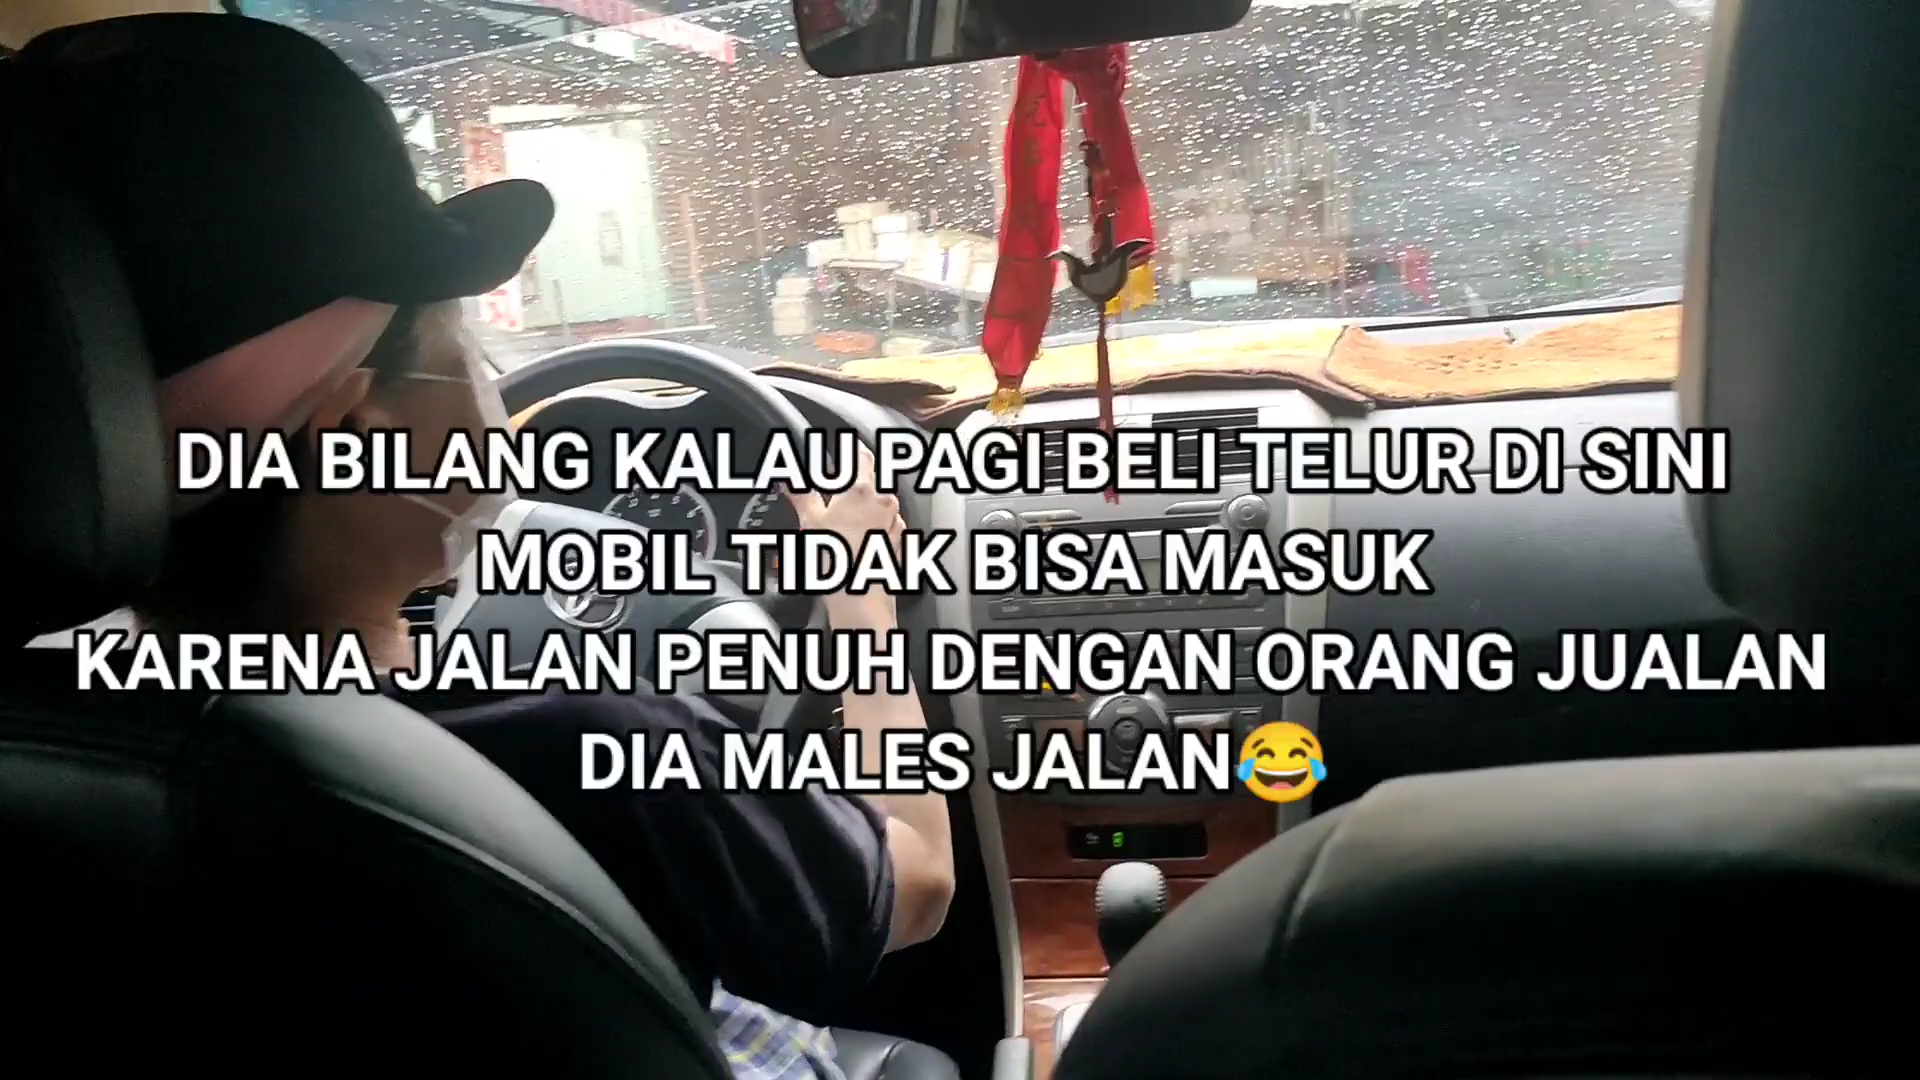 DIA BILANG KALAU PAGI BELI TELUR DI SINI
MOBIL TIDAK BISA MASUK
KARENA JALAN PENUH DENGAN ORANG JUALAN
DIA MALES JALAN😂